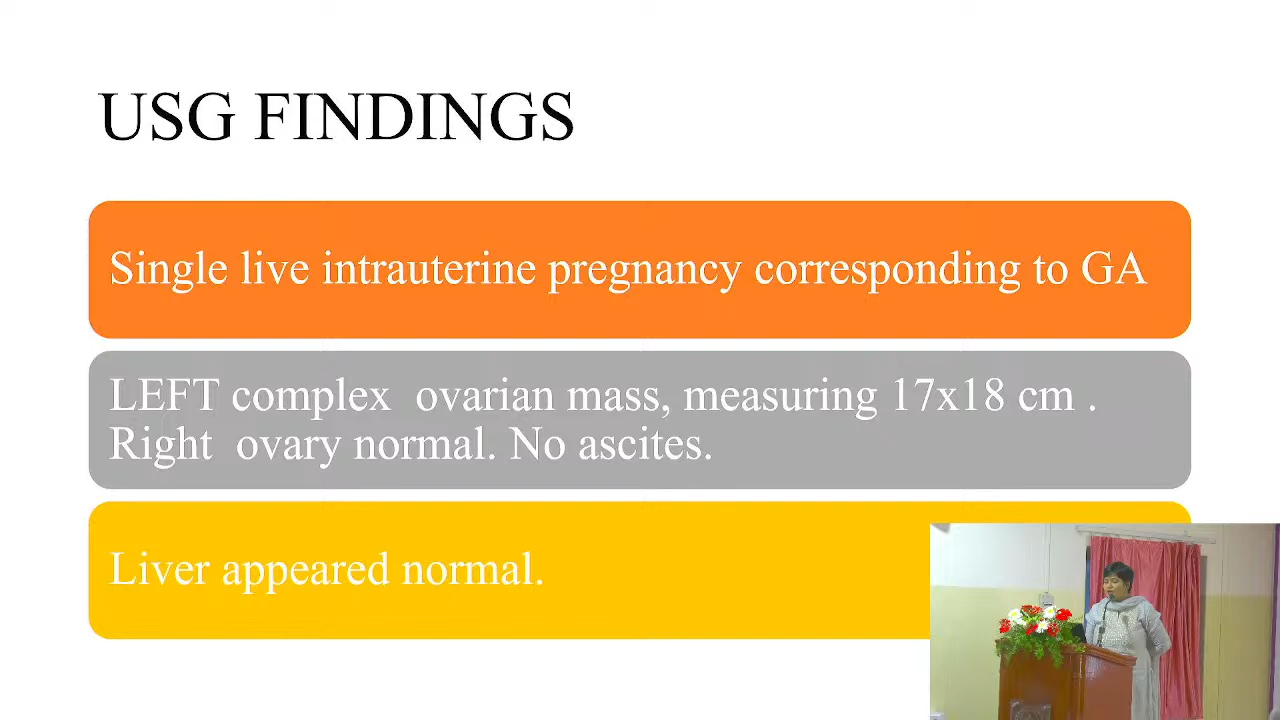 USG FINDINGS
Single live intrauterine pregnancy corresponding to GA
LEFT complex  ovarian mass, measuring 17x18 cm .
Right  ovary normal. No ascites.
Liver appeared normal.